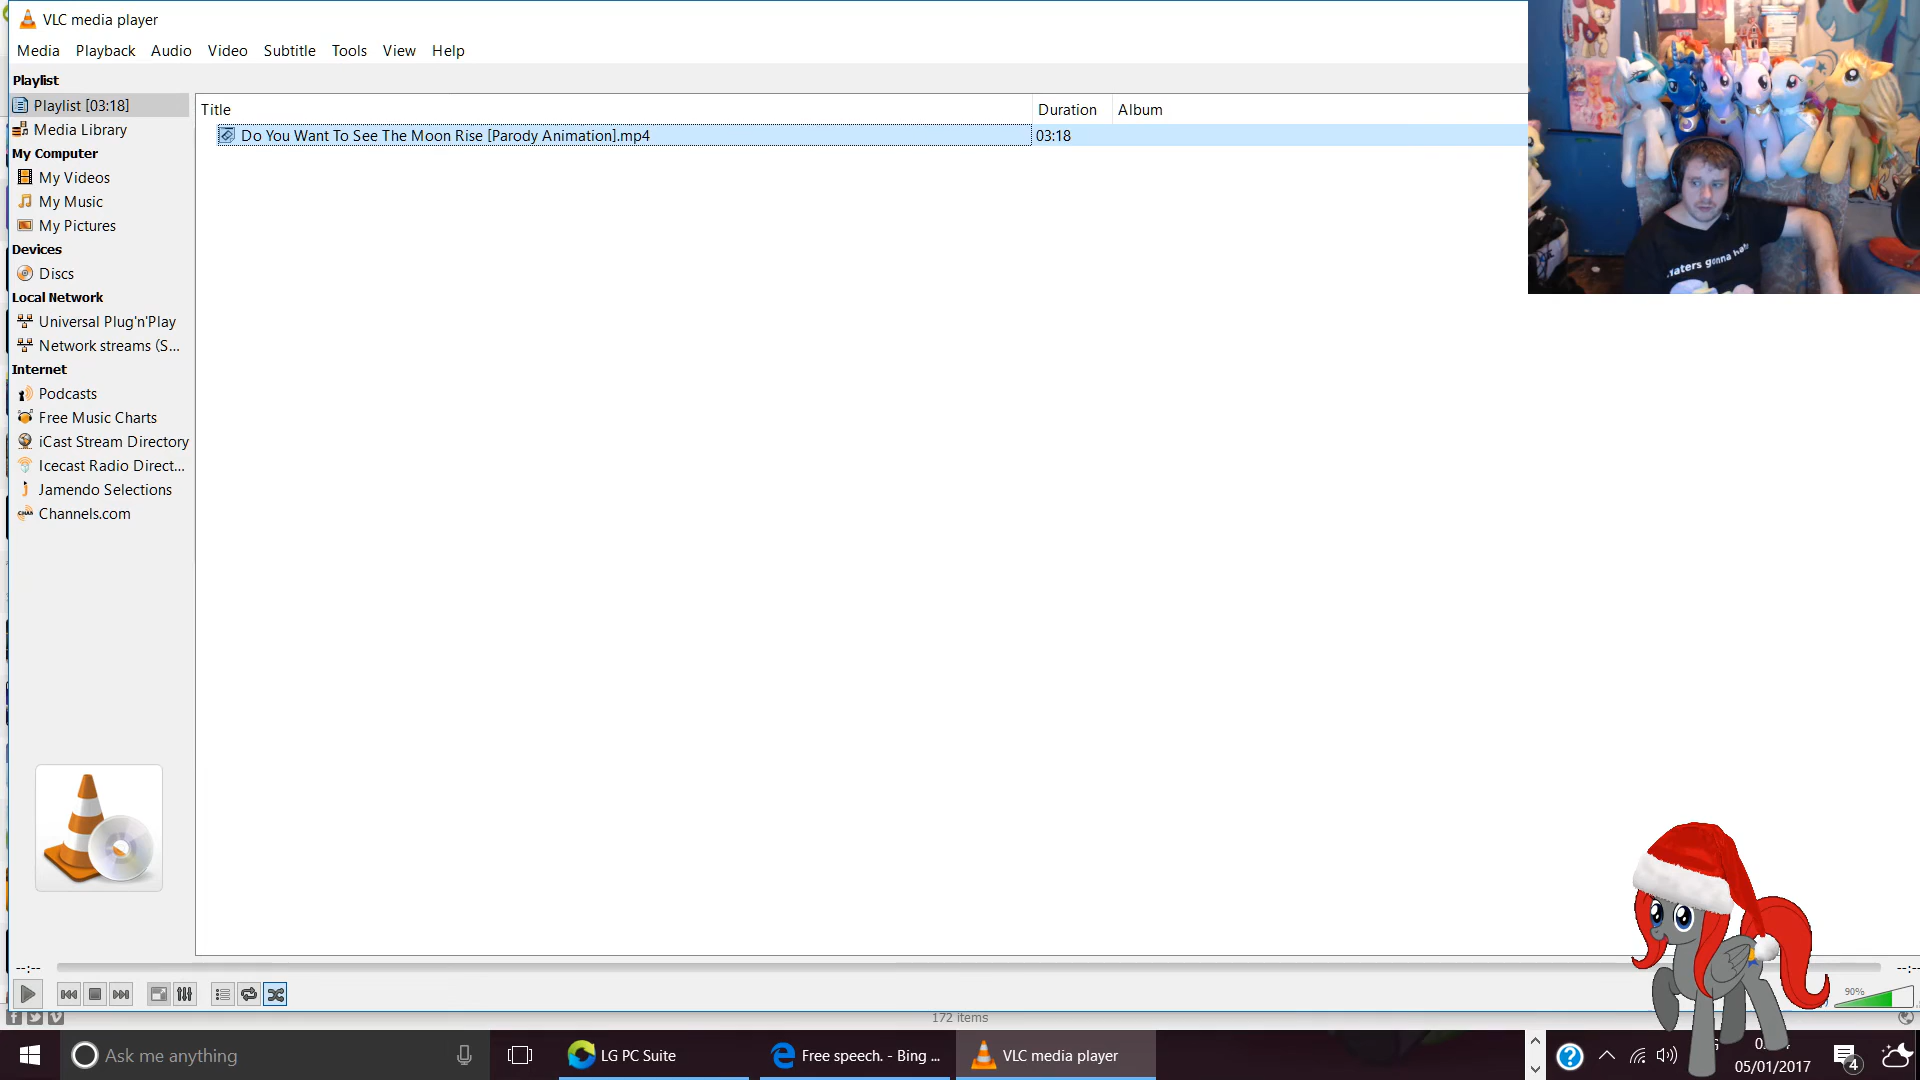 VLC media player
Media Playback Audio Video Subtitle Tools View Help
Playlist
Playlist [03:18]
Media Library
My Computer
My Videos
My Music
My Pictures
Devices
Discs
Local Network
Universal Plug'n'Play
Network streams (S...
Internet
Podcasts
Free Music Charts
iCast Stream Directory
Icecast Radio Direct...
Jamendo Selections
Channels.com
Title Duration Album
Do You Want To See The Moon Rise [Parody Animation].mp4 03:18
gonna
--:--
--:--
90%
172 items
Ask me anything
LG PC Suite
Free speech. - Bing ...
VLC media player
05/01/2017
4